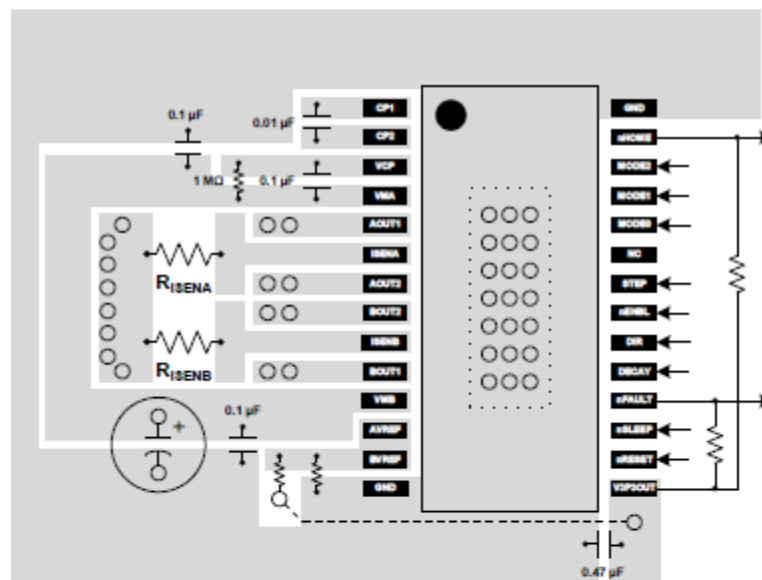 0.1 µF
0.01 µF
1 MΩ
0.1 µF
CP1
CP2
VCP
VMA
AOUT1
ISENA
AOUT2
BOUT2
ISENB
BOUT1
VMB
AVREF
BVREF
GND
RISENA
RISENB
+
0.1 µF
GND
nHOME
MODE2
MODE1
MODE0
NC
STEP
nENBL
DIR
DECAY
nFAULT
nSLEEP
nRESET
V3P3OUT
0.47 µF